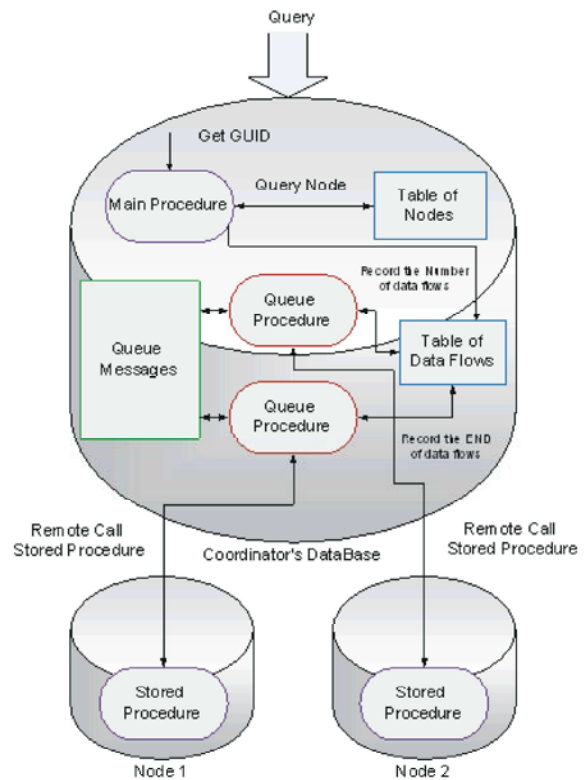 Query
Get GUID
Main Procedure
Query Node
Table of
Nodes
Record the Number
of data flows
Queue
Messages
Queue
Procedure
Table of
Data Flows
Queue
Procedure
Record the END
of data flows
Remote Call
Stored Procedure
Coordinator's DataBase
Remote Call
Stored Procedure
Stored
Procedure
Stored
Procedure
Node 1
Node 2